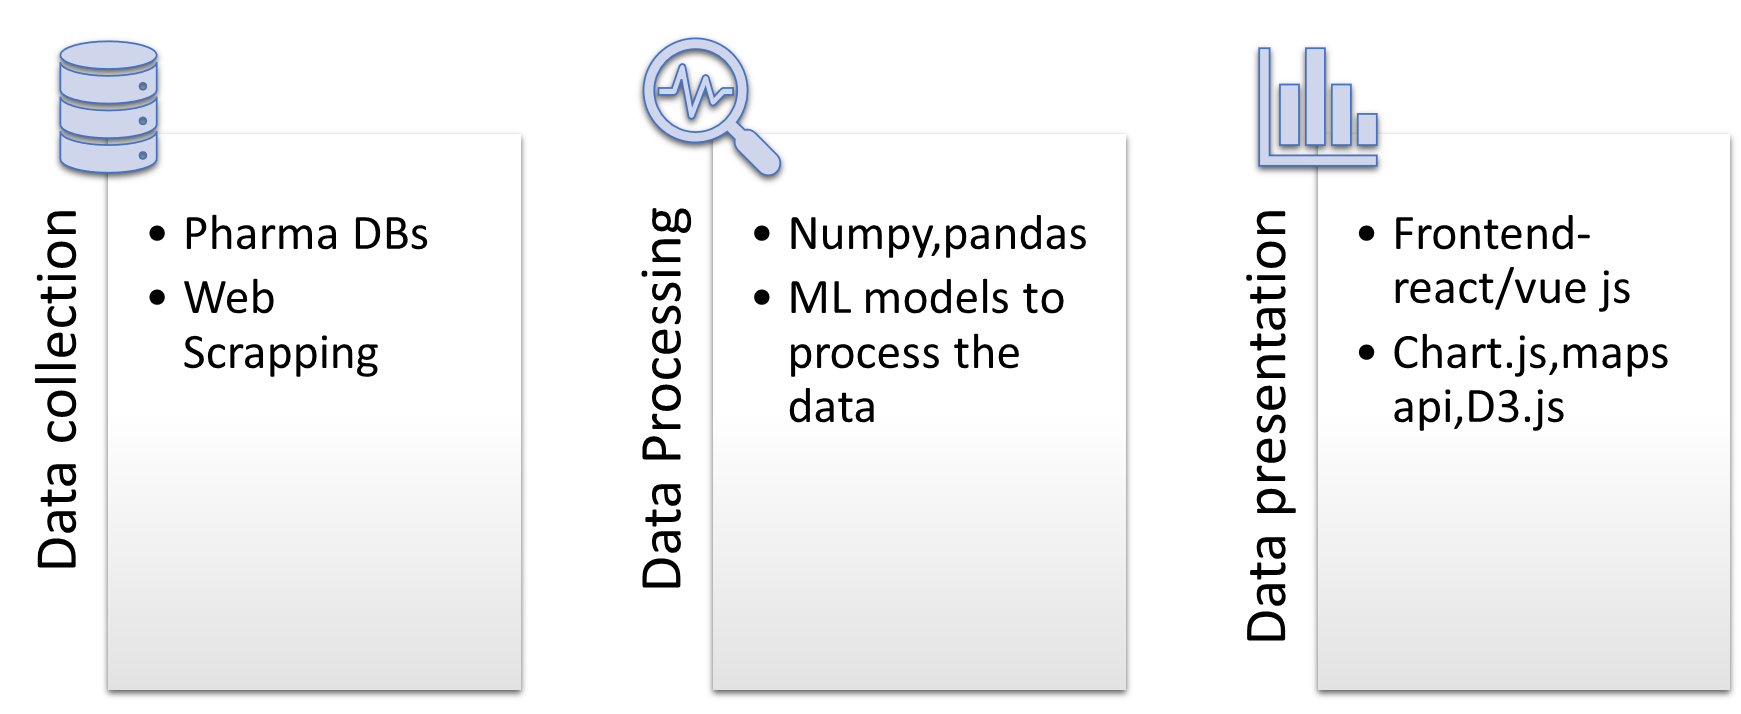 Data collection
• Pharma DBs
• Web
Scrapping
Data Processing
• Numpy,pandas
• ML models to
process the
data
Data presentation
• Frontend-
react/vue js
• Chart.js,maps
api,D3.js